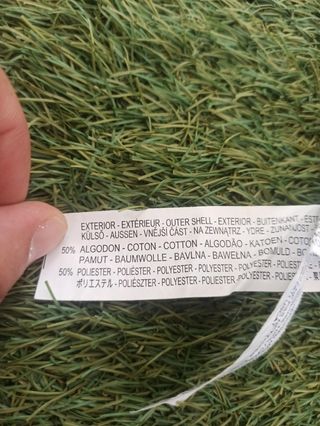 EXTERIOR - EXTÉRIEUR - OUTER SHELL - EXTERIOR - BUITENKANT -
KÜLSŐ - AUSSEN - VNĚJŠÍ ČÁST - NA ZEWNĄTRZ - YDRE -
50% ALGODON - COTON - COTTON - ALGODÃO - KATOEN -
PAMUT - BAUMWOLLE - BAVLNA - BAWEŁNA - BOMULD -
50% POLIESTER - POLIÉSTER - POLYESTER - POLYESTER - POLYESTER -
ポリエステル - POLIÉSZTER - POLYESTER - POLYESTER -